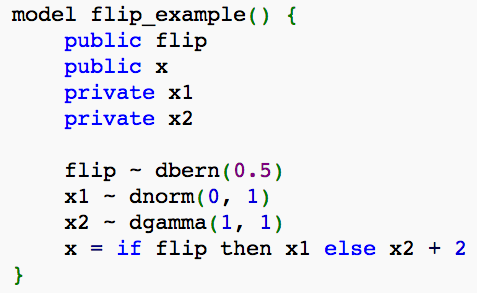 model flip_example() {
    public flip
    public x
    private x1
    private x2

    flip ~ dbern(0.5)
    x1 ~ dnorm(0, 1)
    x2 ~ dgamma(1, 1)
    x = if flip then x1 else x2 + 2
}